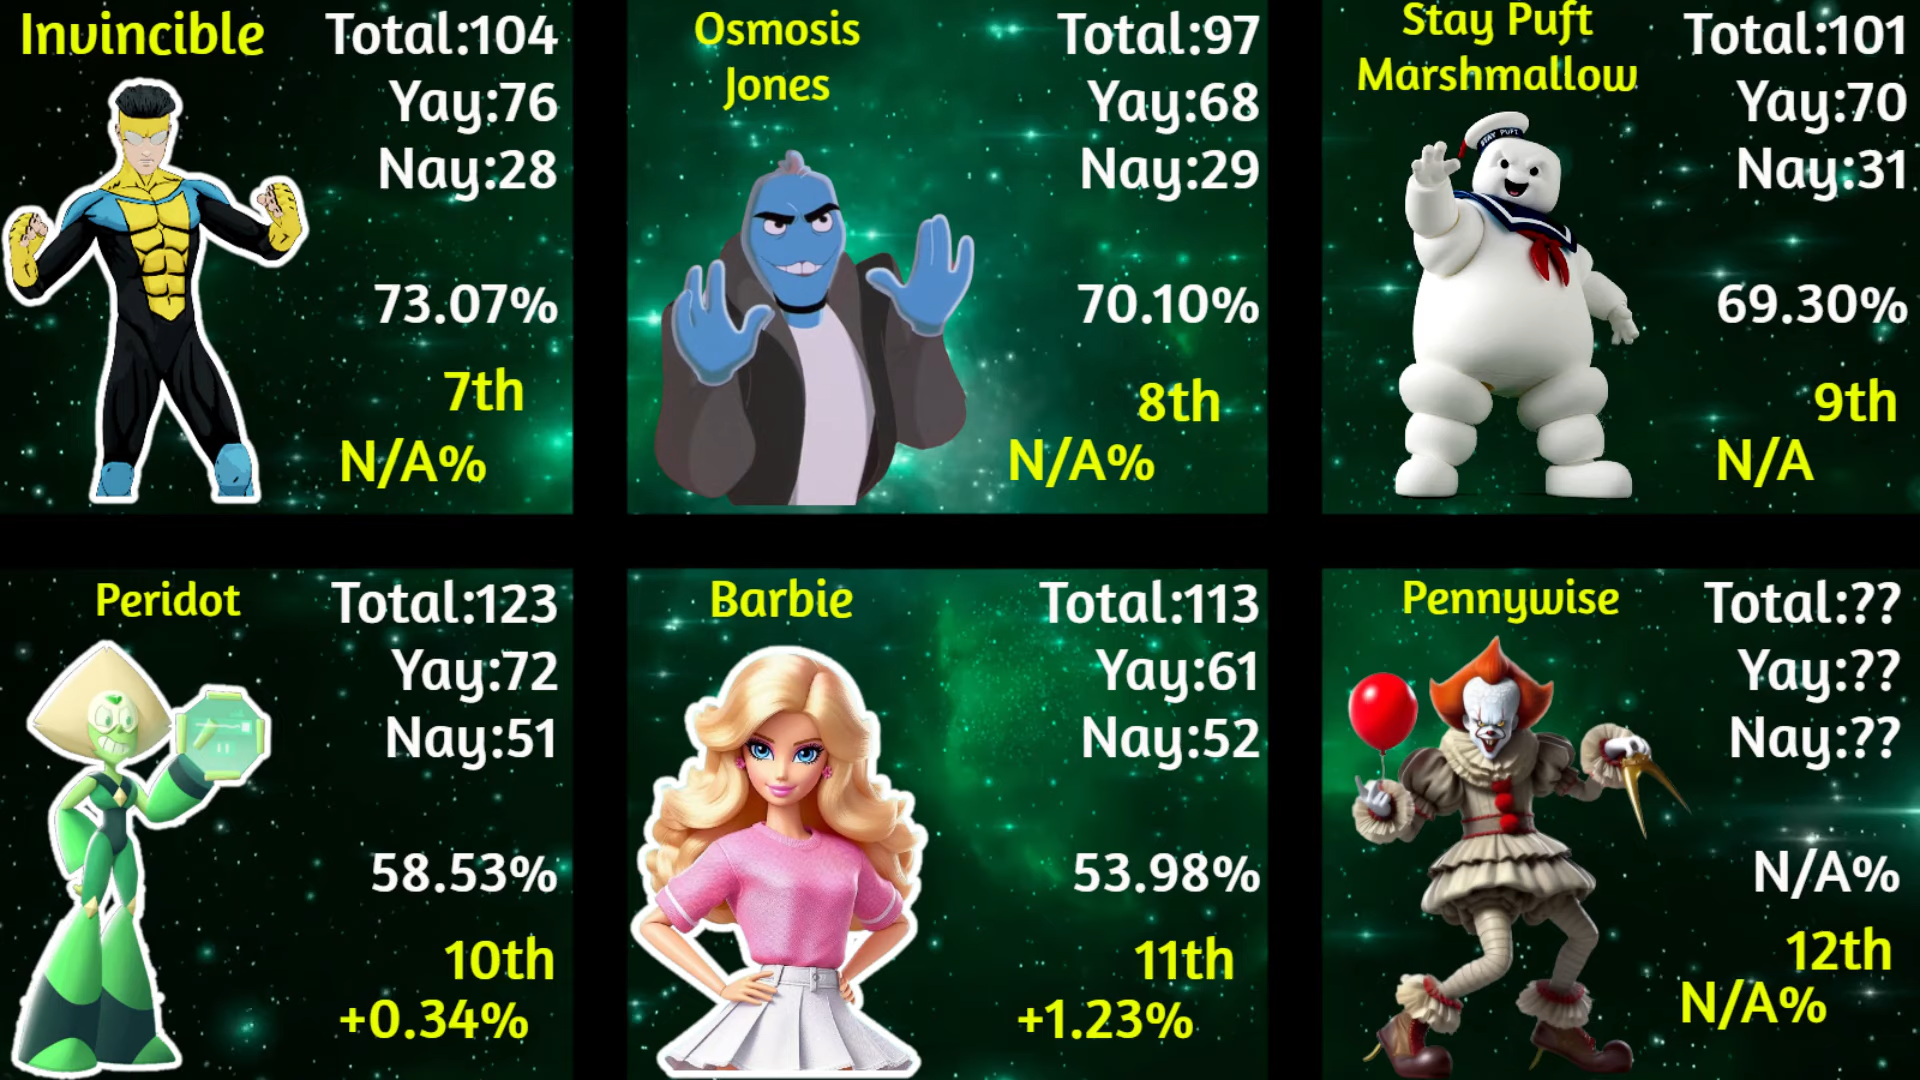 Invincible
Total:104
Yay:76
Nay:28
73.07%
7th
N/A%
Osmosis
Jones
Total:97
Yay:68
Nay:29
70.10%
8th
N/A%
Stay Puft
Marshmallow
Total:101
Yay:70
Nay:31
STAY PUFT
69.30%
9th
N/A
Peridot
Total:123
Yay:72
Nay:51
58.53%
10th
+0.34%
Barbie
Total:113
Yay:61
Nay:52
53.98%
11th
+1.23%
Pennywise
Total:??
Yay:??
Nay:??
N/A%
12th
N/A%